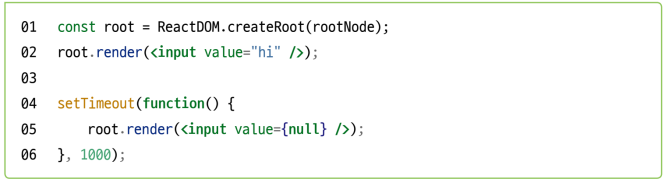 01 const root = ReactDOM.createRoot(rootNode);
02 root.render(<input value="hi" />);
03
04 setTimeout(function() {
05     root.render(<input value={null} />);
06 }, 1000);